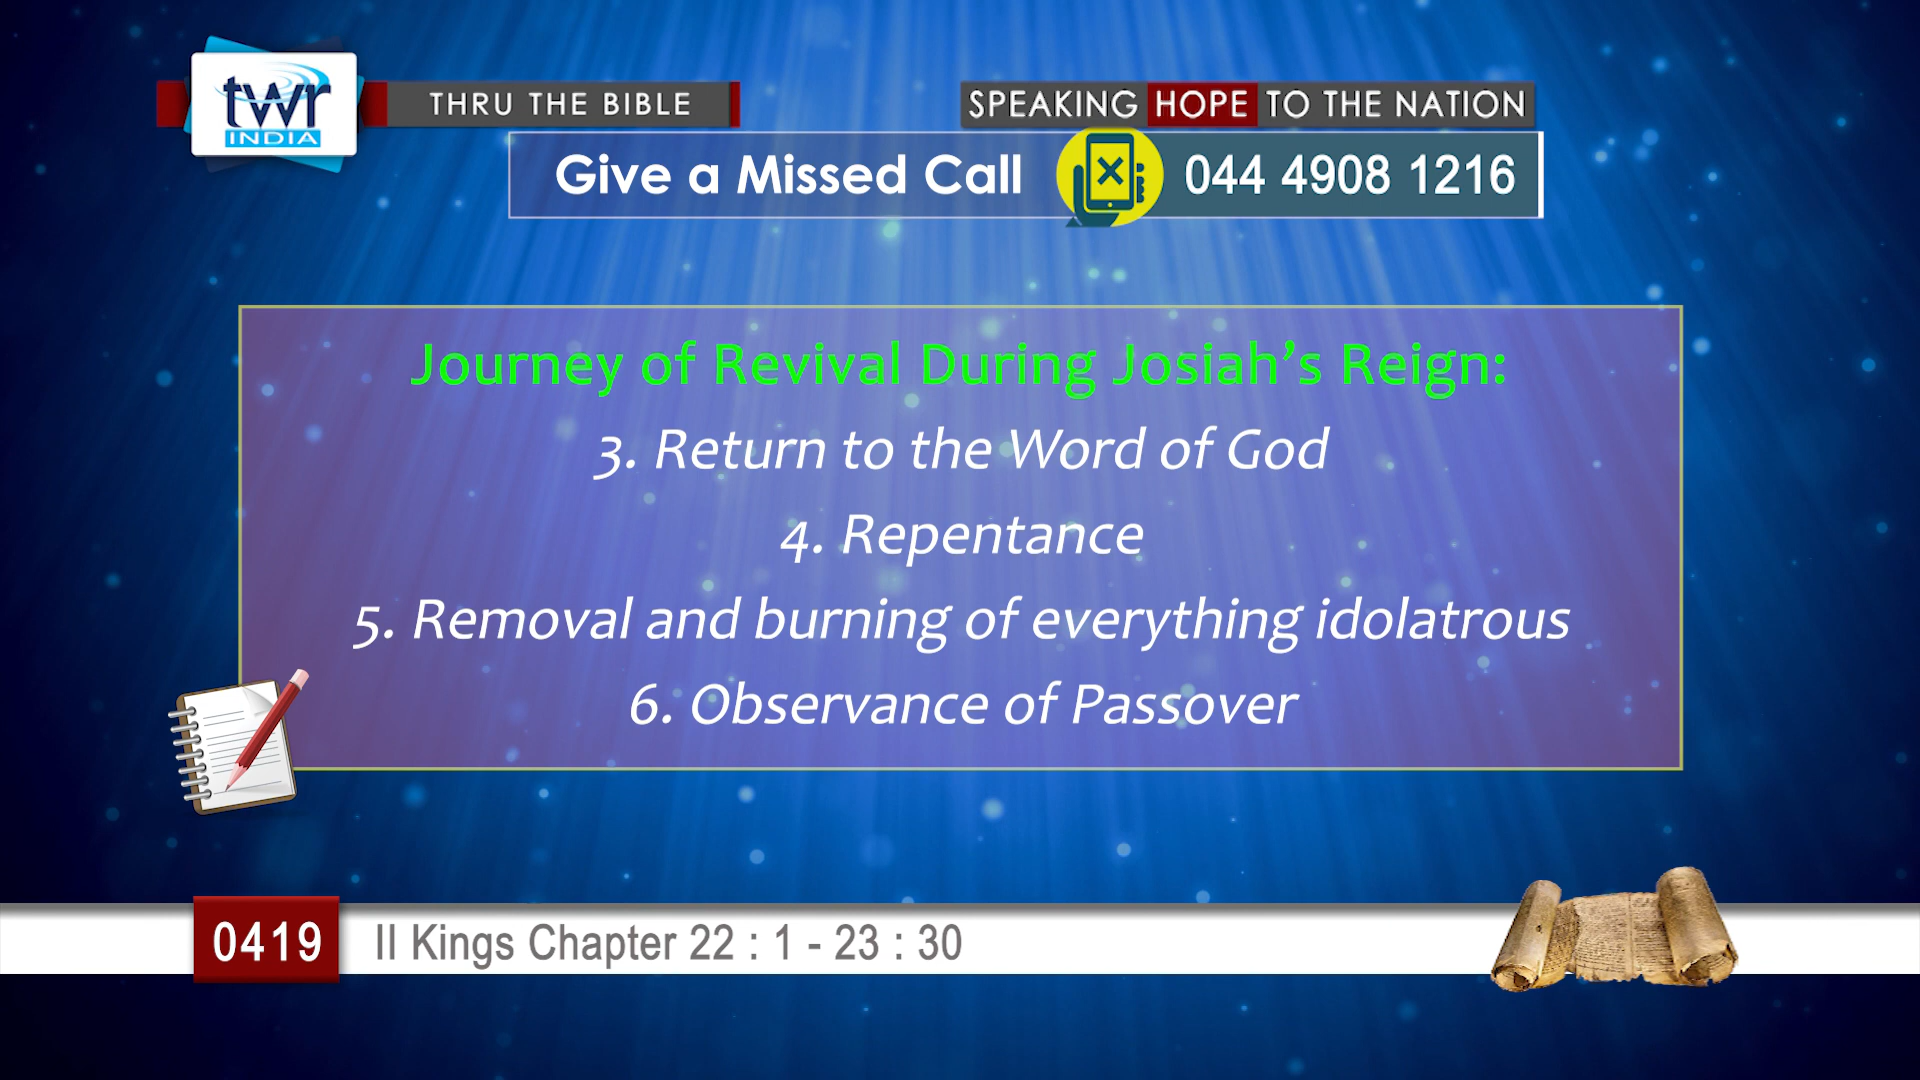 twr
INDIA
THRU THE BIBLE
SPEAKING HOPE TO THE NATION
Give a Missed Call 044 4908 1216
Journey of Revival During Josiah’s Reign:
3. Return to the Word of God
4. Repentance
5. Removal and burning of everything idolatrous
6. Observance of Passover
0419 II Kings Chapter 22 : 1 - 23 : 30